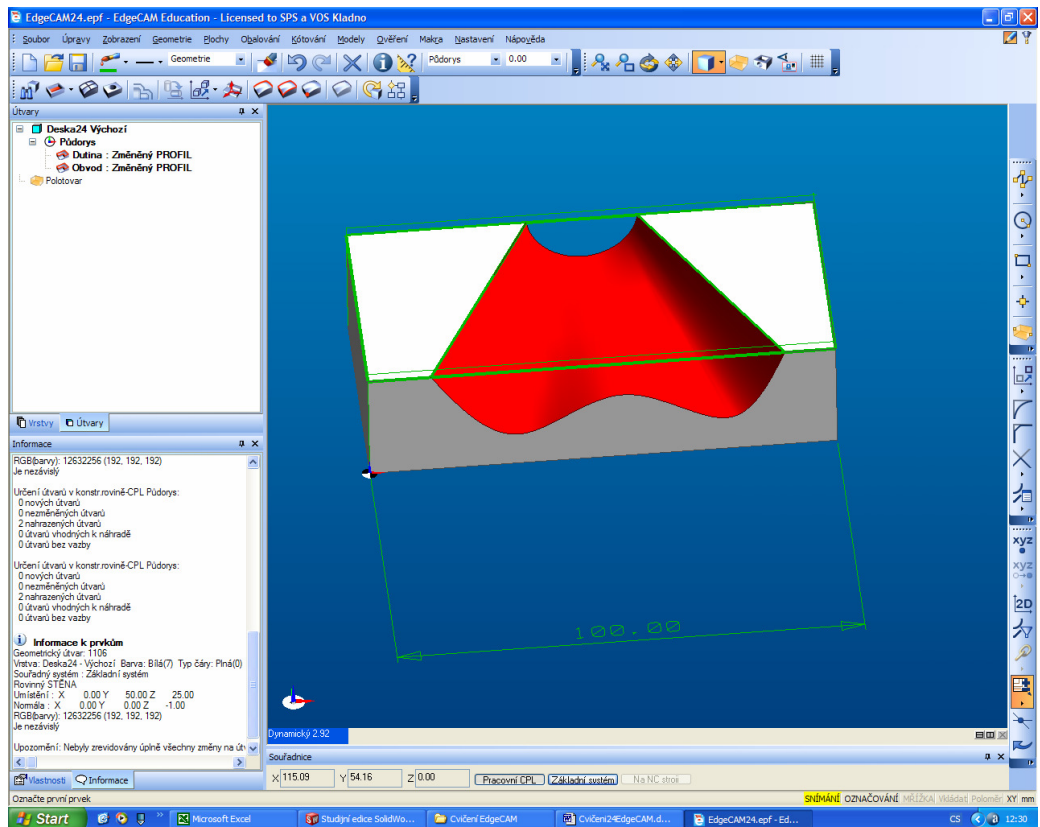 EdgeCAM24.epf - EdgeCAM Education - Licensed to SPS a VOS Kladno
Soubor Úpravy Zobrazení Geometrie Plochy Obalování Kótování Modely Ověření Makra Nastavení Nápověda
Geometrie Půdorys 0.00
Útvary
Deska24 Výchozí
Půdorys
Dutina : Změněný PROFIL
Obvod : Změněný PROFIL
Polotovar
Vrstvy Útvary
Informace
RGB(barvy): 12632256 (192, 192, 192)
Je nezávislý
Určení útvarů v konstr.rovině-CPL Půdorys:
0 nových útvarů
0 nezměněných útvarů
2 nahrazených útvarů
0 útvarů vhodných k náhradě
0 útvarů bez vazby
Určení útvarů v konstr.rovině-CPL Půdorys:
0 nových útvarů
0 nezměněných útvarů
2 nahrazených útvarů
0 útvarů vhodných k náhradě
0 útvarů bez vazby
Informace k prvkům
Geometrický útvar: 1106
Vrstva: Deska24 - Výchozí Barva: Bílá(7) Typ čáry: Plná(0)
Souřadný systém : Základní systém
Rovinný STĚNA
Umístění : X 0.00 Y 50.00 Z 25.00
Normála : X 0.00 Y 0.00 Z -1.00
RGB(barvy): 12632256 (192, 192, 192)
Je nezávislý
Upozornění: Nebyly zrevidovány úplně všechny změny na útv
Vlastnosti Informace
100.00
xyz
xyz
2D
Dynamický 2.92
Souřadnice
X 115.09 Y 54.16 Z 0.00 Pracovní CPL Základní systém Na NC stroji
Označte první prvek
SNÍMÁNÍ OZNAČOVÁNÍ MŘÍŽKA Vkládat Poloměr XY mm
Start Microsoft Excel Studijní edice SolidWo... Cvičení EdgeCAM Cvičení24EdgeCAM.d... EdgeCAM24.epf - Ed... CS 12:30